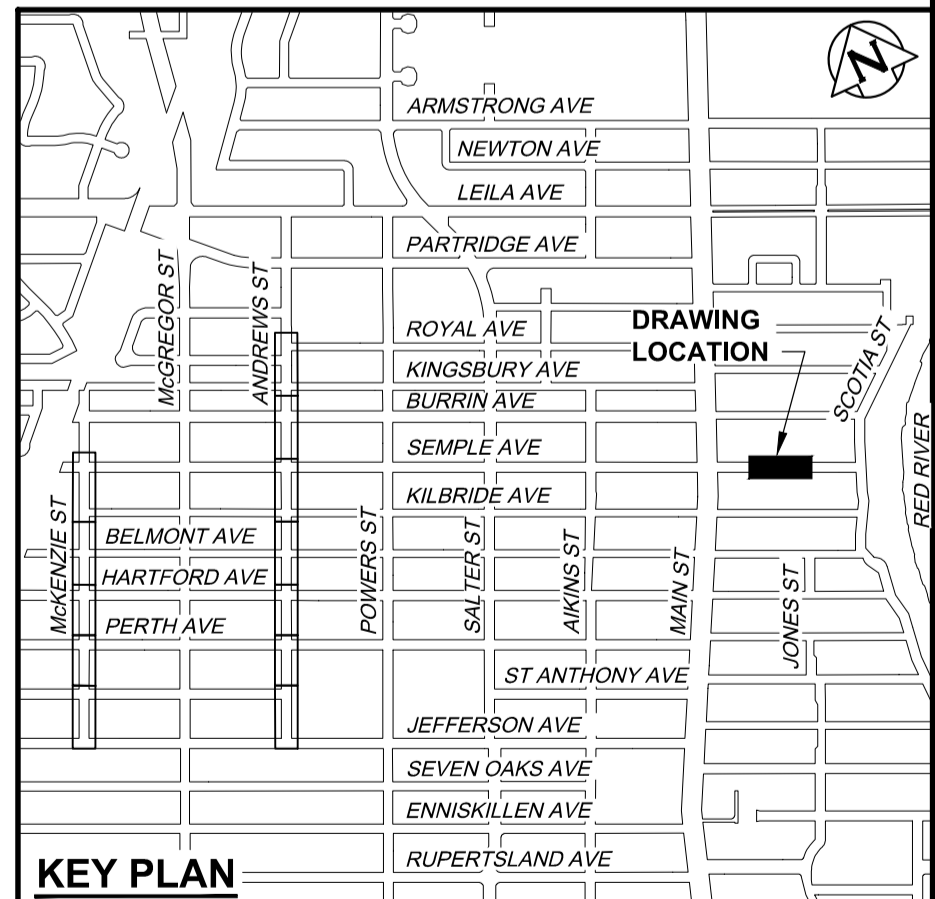 N
ARMSTRONG AVE
NEWTON AVE
LEILA AVE
PARTRIDGE AVE
McGREGOR ST
ANDREWS ST
ROYAL AVE
DRAWING
LOCATION
KINGSBURY AVE
BURRIN AVE
SCOTIA ST
SEMPLE AVE
RED RIVER
KILBRIDE AVE
McKENZIE ST
BELMONT AVE
HARTFORD AVE
PERTH AVE
POWERS ST
SALTER ST
AIKINS ST
MAIN ST
JONES ST
ST ANTHONY AVE
JEFFERSON AVE
SEVEN OAKS AVE
ENNISKILLEN AVE
RUPERTSLAND AVE
KEY PLAN